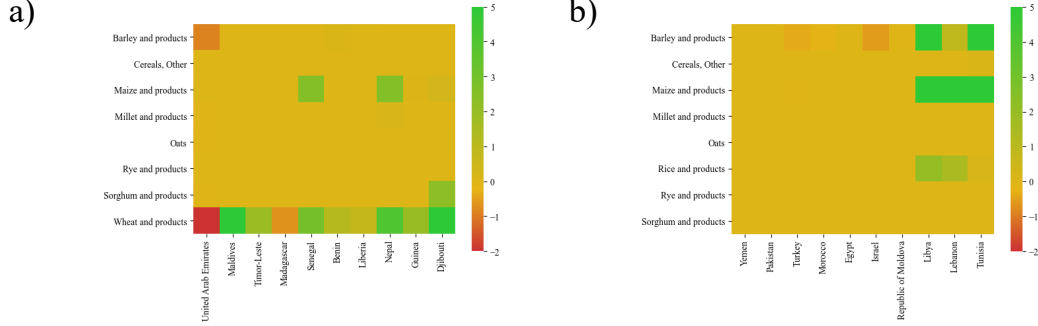 a)
Barley and products
Cereals, Other
Maize and products
Millet and products
Oats
Rye and products
Sorghum and products
Wheat and products
United Arab Emirates
Maldives
Timor-Leste
Madagascar
Senegal
Benin
Liberia
Nepal
Guinea
Djibouti
5
4
3
2
1
0
−1
−2
b)
Barley and products
Cereals, Other
Maize and products
Millet and products
Oats
Rice and products
Rye and products
Sorghum and products
Yemen
Pakistan
Turkey
Morocco
Egypt
Israel
Republic of Moldova
Libya
Lebanon
Tunisia
5
4
3
2
1
0
−1
−2